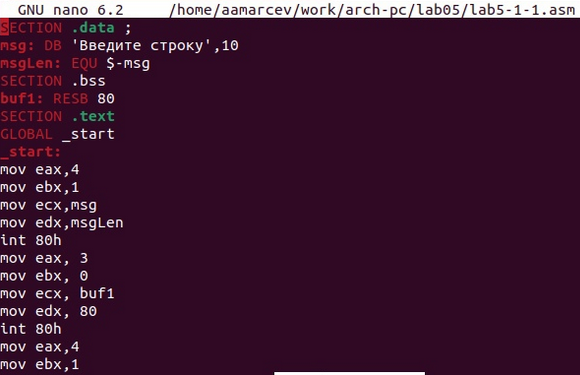 GNU nano 6.2 /home/aamarcev/work/arch-pc/lab05/lab5-1-1.asm
SECTION .data ;
msg: DB 'Введите строку',10
msgLen: EQU $-msg
SECTION .bss
buf1: RESB 80
SECTION .text
GLOBAL _start
_start:
mov eax,4
mov ebx,1
mov ecx,msg
mov edx,msgLen
int 80h
mov eax, 3
mov ebx, 0
mov ecx, buf1
mov edx, 80
int 80h
mov eax,4
mov ebx,1